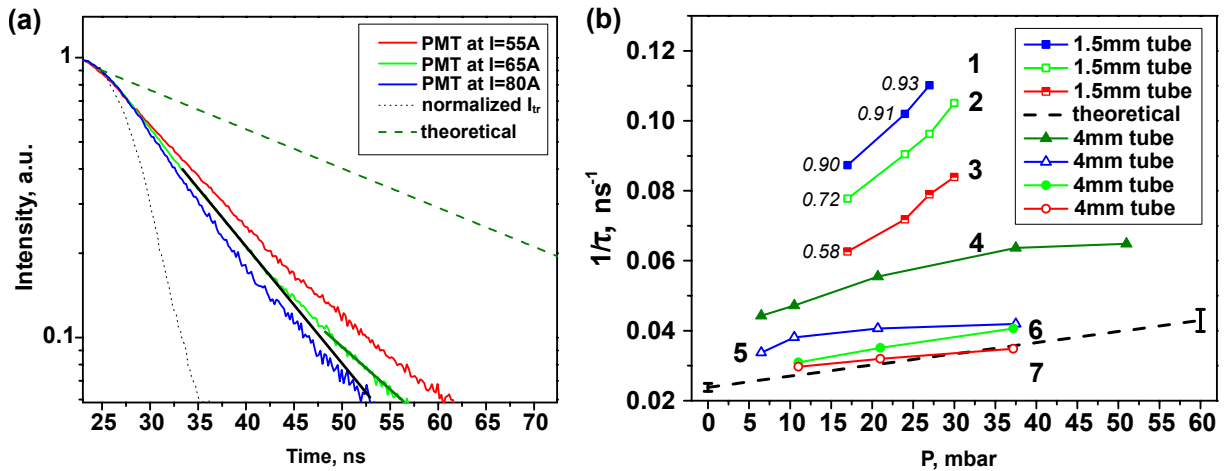 (a)
PMT at I=55A
PMT at I=65A
PMT at I=80A
normalized I_tr
theoretical
1
0.1
Intensity, a.u.
25 30 35 40 45 50 55 60 65 70
Time, ns
(b)
1.5mm tube
1.5mm tube
1.5mm tube
theoretical
4mm tube
4mm tube
4mm tube
4mm tube
0.12
0.10
0.08
0.06
0.04
0.02
1/τ, ns⁻¹
0.93
0.91
0.90
0.72
0.58
1
2
3
4
5
6
7
0 5 10 15 20 25 30 35 40 45 50 55 60
P, mbar